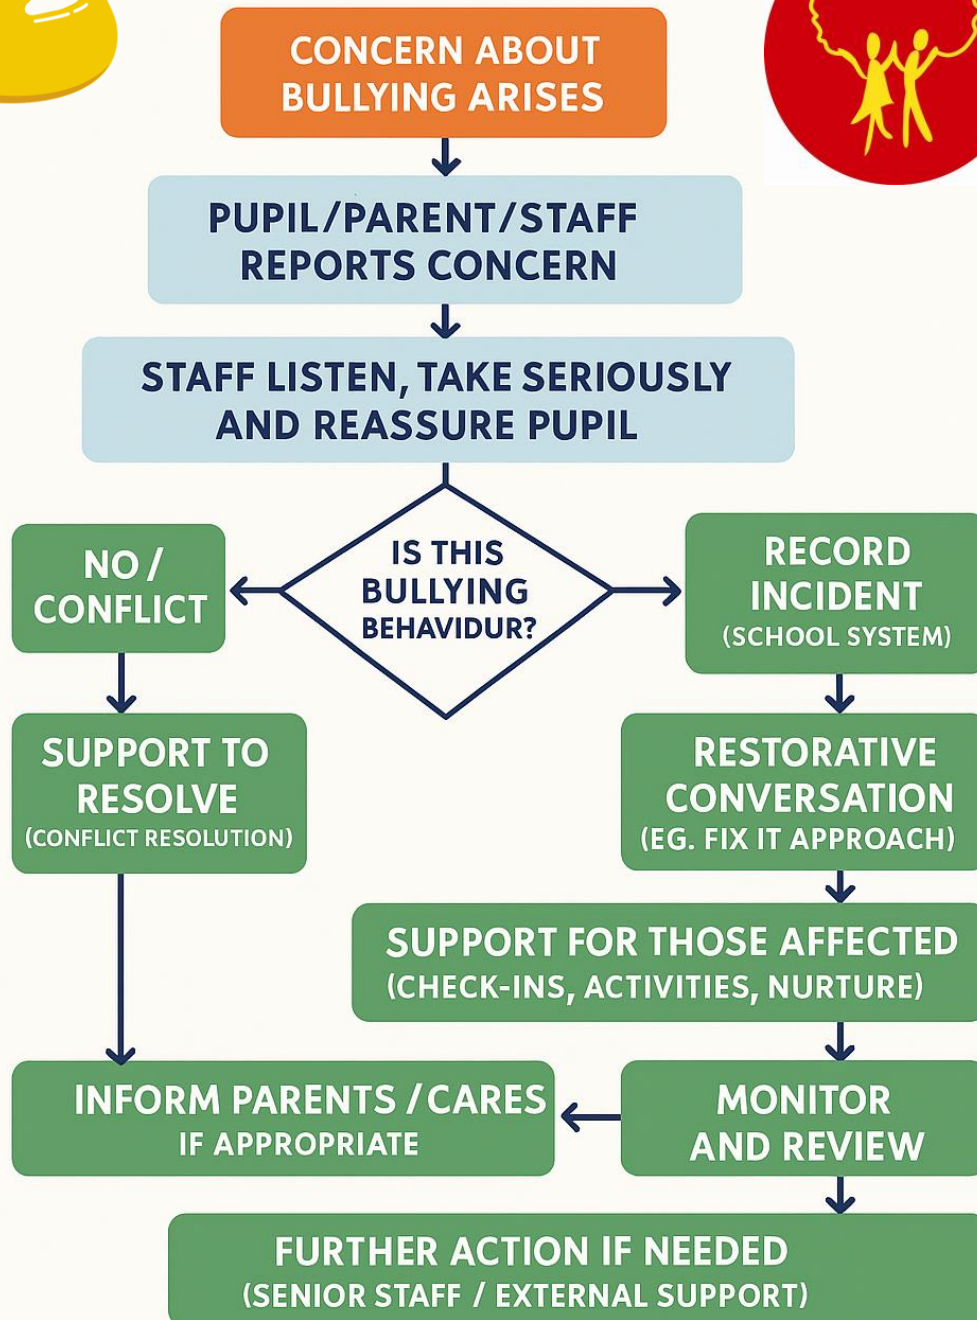 CONCERN ABOUT
BULLYING ARISES
PUPIL/PARENT/STAFF
REPORTS CONCERN
STAFF LISTEN, TAKE SERIOUSLY
AND REASSURE PUPIL
IS THIS
BULLYING
BEHAVIDUR?
NO /
CONFLICT
RECORD
INCIDENT
(SCHOOL SYSTEM)
SUPPORT TO
RESOLVE
(CONFLICT RESOLUTION)
RESTORATIVE
CONVERSATION
(EG. FIX IT APPROACH)
SUPPORT FOR THOSE AFFECTED
(CHECK-INS, ACTIVITIES, NURTURE)
INFORM PARENTS / CARES
IF APPROPRIATE
MONITOR
AND REVIEW
FURTHER ACTION IF NEEDED
(SENIOR STAFF / EXTERNAL SUPPORT)